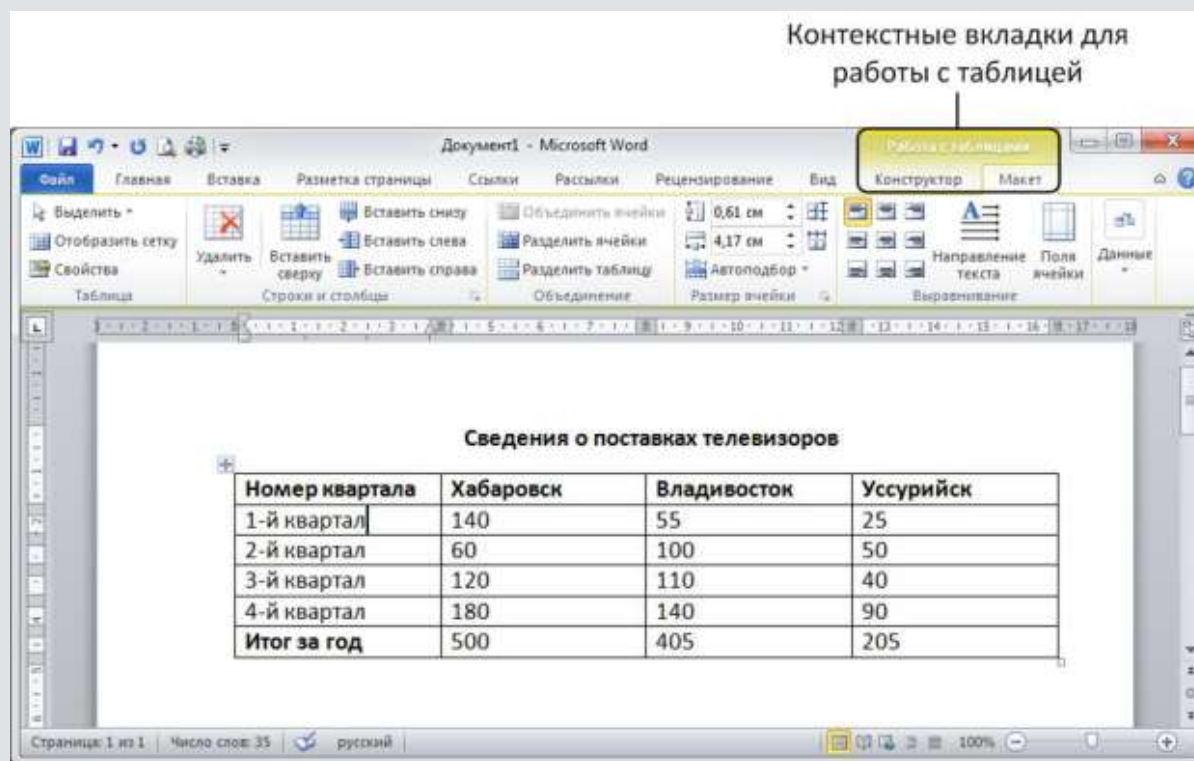 Контекстные вкладки для
работы с таблицей
Документ1 - Microsoft Word
Работа с таблицами
Файл Главная Вставка Разметка страницы Ссылки Рассылки Рецензирование Вид Конструктор Макет
Выделить
Отобразить сетку
Свойства
Таблица
Удалить
Вставить сверху
Вставить снизу
Вставить слева
Вставить справа
Строки и столбцы
Объединить ячейки
Разделить ячейки
Разделить таблицу
Объединение
0,61 см
4,17 см
Автоподбор
Размер ячейки
Направление текста
Поля ячейки
Выравнивание
Данные
Сведения о поставках телевизоров
Номер квартала Хабаровск Владивосток Уссурийск
1-й квартал 140 55 25
2-й квартал 60 100 50
3-й квартал 120 110 40
4-й квартал 180 140 90
Итог за год 500 405 205
Страница: 1 из 1 Число слов: 35 русский 100%